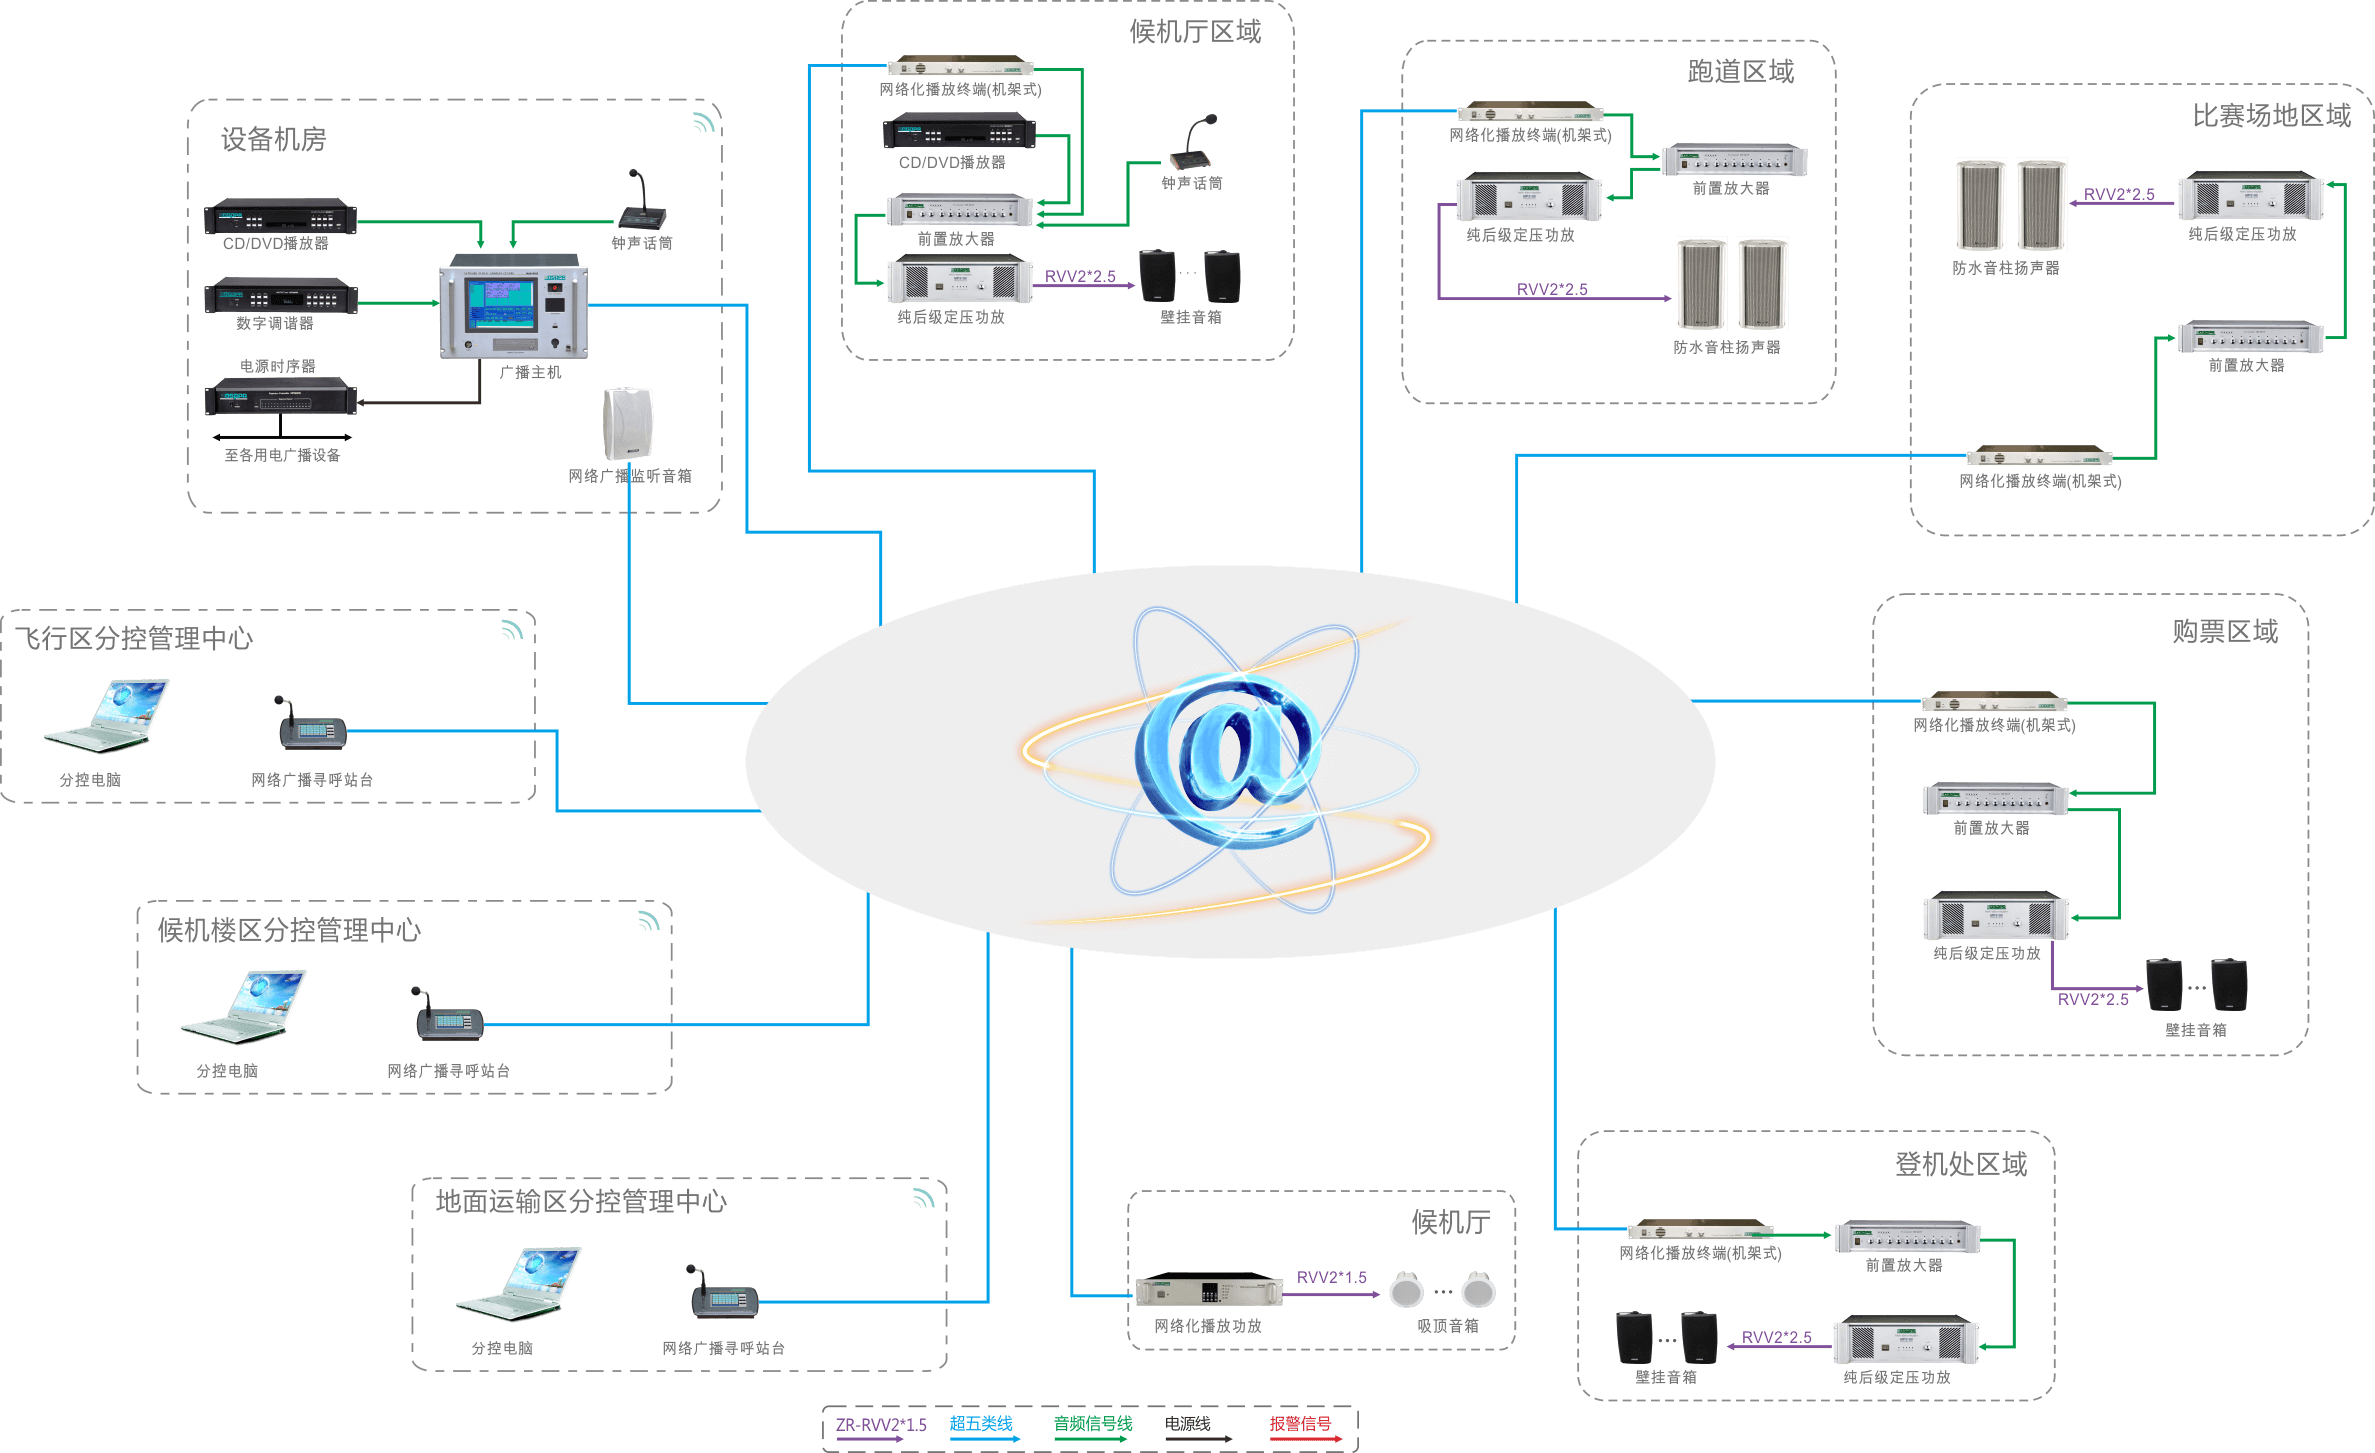 候机厅区域
网络化播放终端(机架式)
CD/DVD播放器
钟声话筒
前置放大器
RVV2*2.5
纯后级定压功放
壁挂音箱
跑道区域
网络化播放终端(机架式)
前置放大器
纯后级定压功放
RVV2*2.5
防水音柱扬声器
比赛场地区域
RVV2*2.5
纯后级定压功放
防水音柱扬声器
前置放大器
网络化播放终端(机架式)
设备机房
CD/DVD播放器
钟声话筒
数字调谐器
电源时序器
广播主机
至各用电广播设备
网络广播监听音箱
飞行区分控管理中心
分控电脑
网络广播寻呼站台
购票区域
网络化播放终端(机架式)
前置放大器
纯后级定压功放
RVV2*2.5
壁挂音箱
候机楼区分控管理中心
分控电脑
网络广播寻呼站台
地面运输区分控管理中心
分控电脑
网络广播寻呼站台
候机厅
RVV2*1.5
网络化播放功放
吸顶音箱
登机处区域
网络化播放终端(机架式)
前置放大器
RVV2*2.5
壁挂音箱
纯后级定压功放
ZR-RVV2*1.5
超五类线
音频信号线
电源线
报警信号